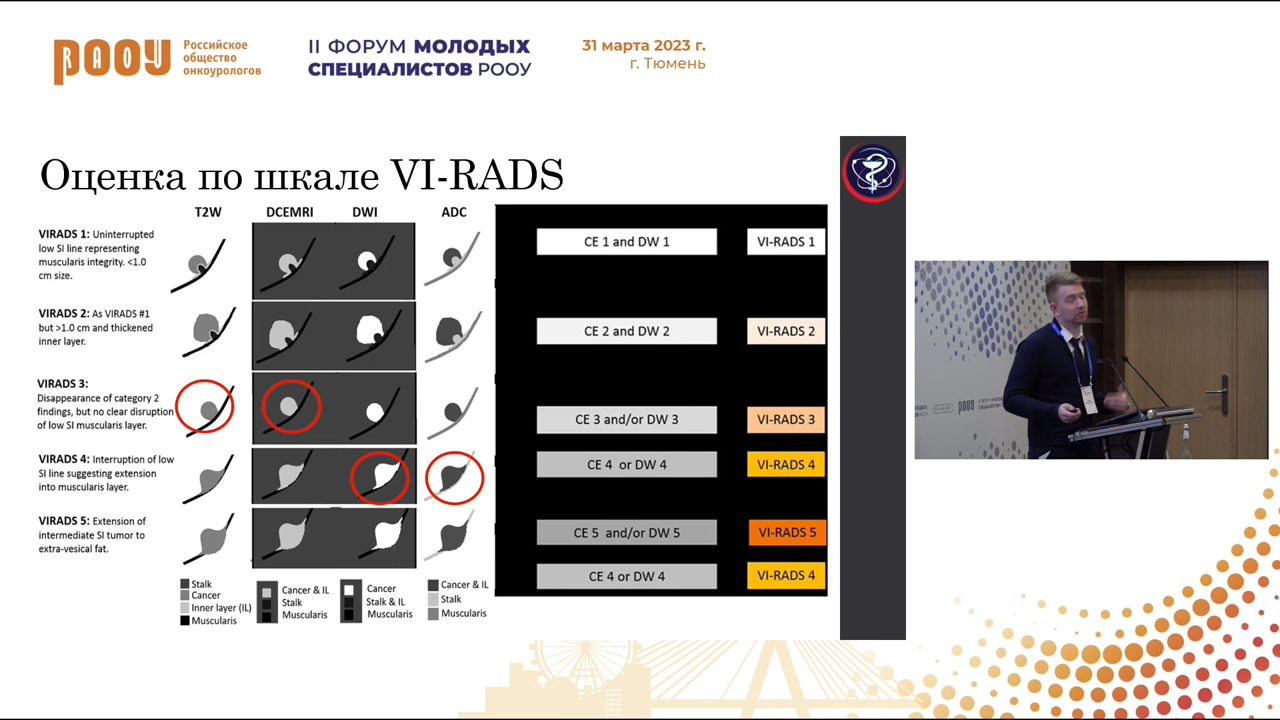 РООУ
RAOU
Российское
общество
онкоурологов
II ФОРУМ МОЛОДЫХ
СПЕЦИАЛИСТОВ РООУ
31 марта 2023 г.
г. Тюмень
Оценка по шкале VI-RADS
T2W
DCEMRI
DWI
ADC
VIRADS 1: Uninterrupted
low SI line representing
muscularis integrity. <1.0
cm size.
CE 1 and DW 1
VI-RADS 1
VIRADS 2: As VIRADS #1
but >1.0 cm and thickened
inner layer.
CE 2 and DW 2
VI-RADS 2
VIRADS 3:
Disappearance of category 2
findings, but no clear disruption
of low SI muscularis layer.
CE 3 and/or DW 3
VI-RADS 3
VIRADS 4: Interruption of low
SI line suggesting extension
into muscularis layer.
CE 4 or DW 4
VI-RADS 4
VIRADS 5: Extension of
intermediate SI tumor to
extra-vesical fat.
CE 5 and/or DW 5
VI-RADS 5
CE 4 or DW 4
VI-RADS 4
Stalk
Cancer
Inner layer (IL)
Muscularis
Cancer & IL
Stalk
Muscularis
Cancer
Stalk & IL
Muscularis
Cancer & IL
Stalk
Muscularis